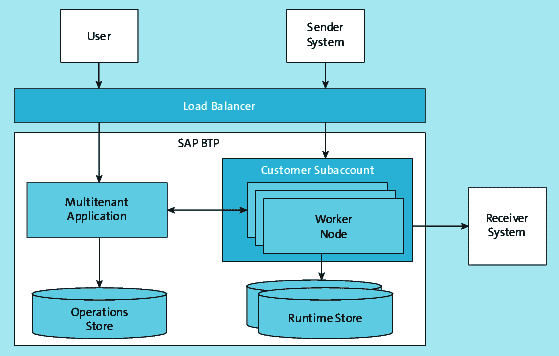 User
Sender
System
Load Balancer
SAP BTP
Customer Subaccount
Multitenant
Application
Worker
Node
Receiver
System
Operations
Store
Runtime Store